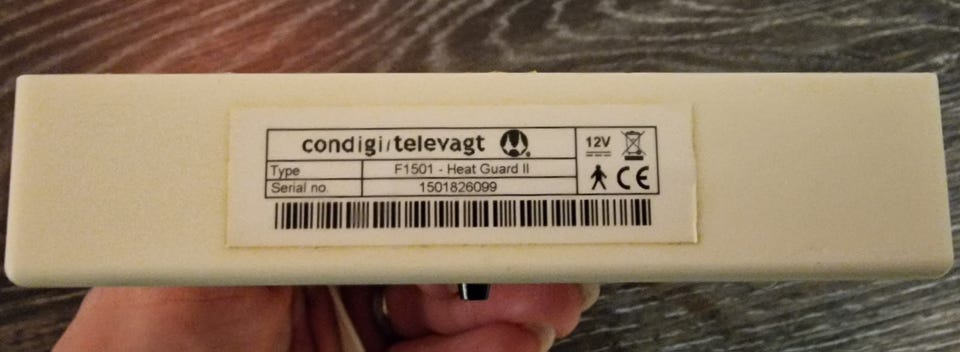 condigi/televagt
12V
Type F1501 - Heat Guard II
Serial no. 1501826099
CE